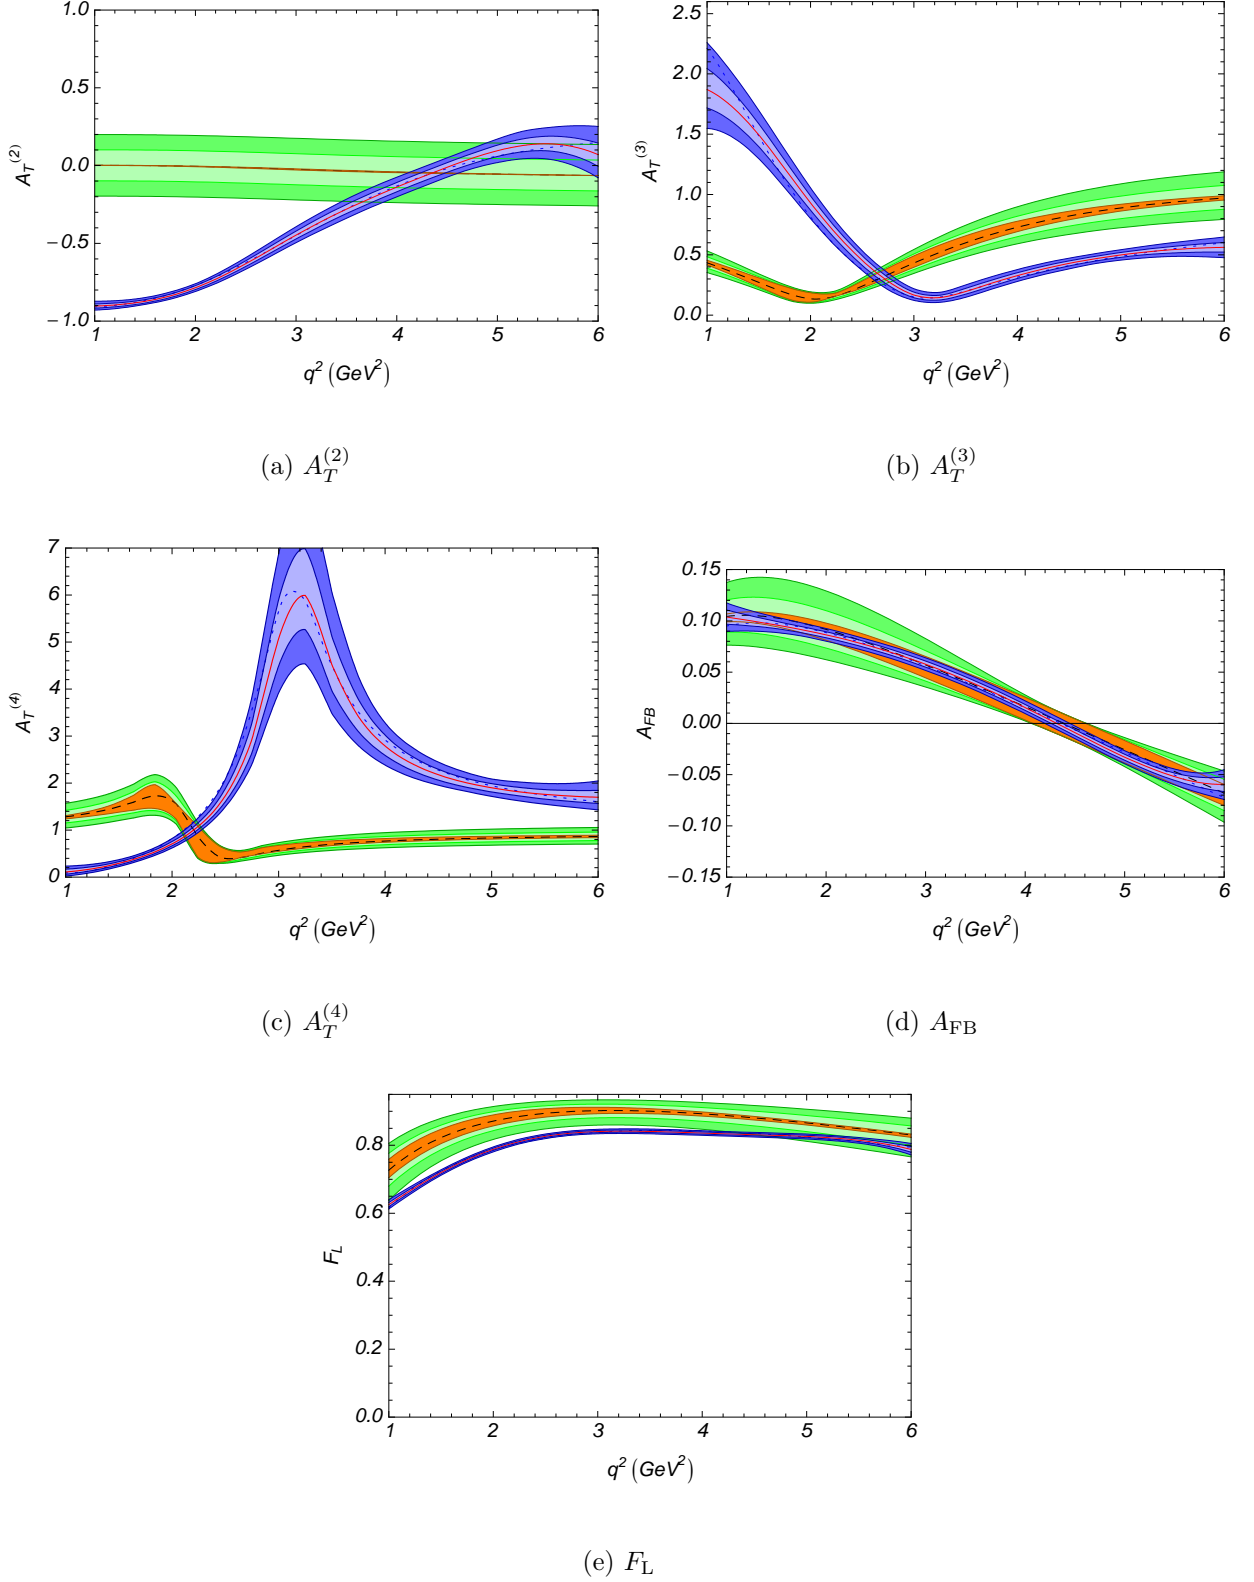 1.0
0.5
0.0
−0.5
−1.0
1 2 3 4 5 6
A_T^(2)
q² (GeV²)
(a) A_T^(2)
2.5
2.0
1.5
1.0
0.5
0.0
1 2 3 4 5 6
A_T^(3)
q² (GeV²)
(b) A_T^(3)
7
6
5
4
3
2
1
0
1 2 3 4 5 6
A_T^(4)
q² (GeV²)
(c) A_T^(4)
0.15
0.10
0.05
0.00
−0.05
−0.10
−0.15
1 2 3 4 5 6
A_FB
q² (GeV²)
(d) A_FB
0.8
0.6
0.4
0.2
0.0
1 2 3 4 5 6
F_L
q² (GeV²)
(e) F_L